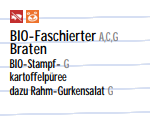 BIO-Faschierter A,C,G
Braten
BIO-Stampf- G
kartoffelpüree
dazu Rahm-Gurkensalat G